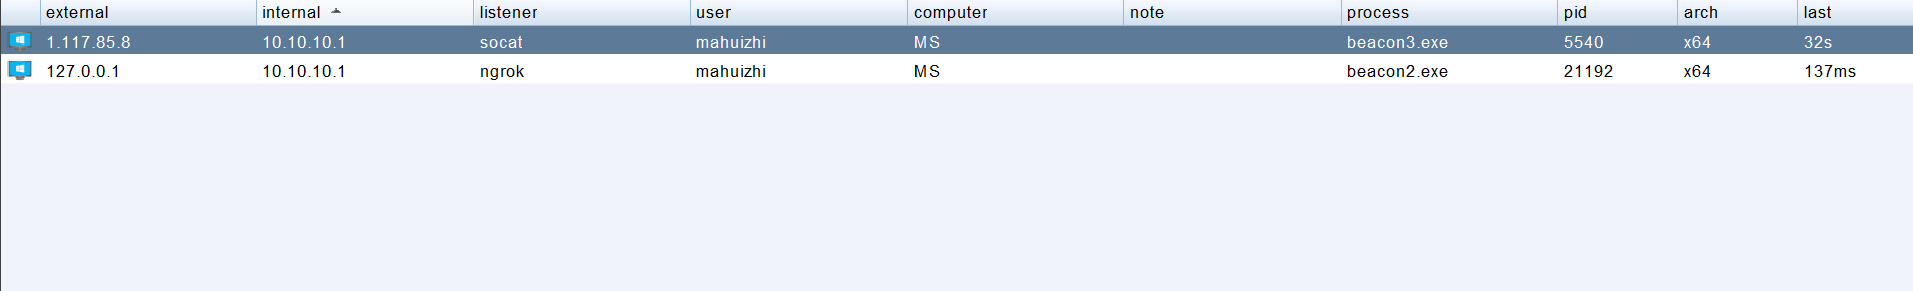 external internal listener user computer note process pid arch last
1.117.85.8 10.10.10.1 socat mahuizhi MS beacon3.exe 5540 x64 32s
127.0.0.1 10.10.10.1 ngrok mahuizhi MS beacon2.exe 21192 x64 137ms